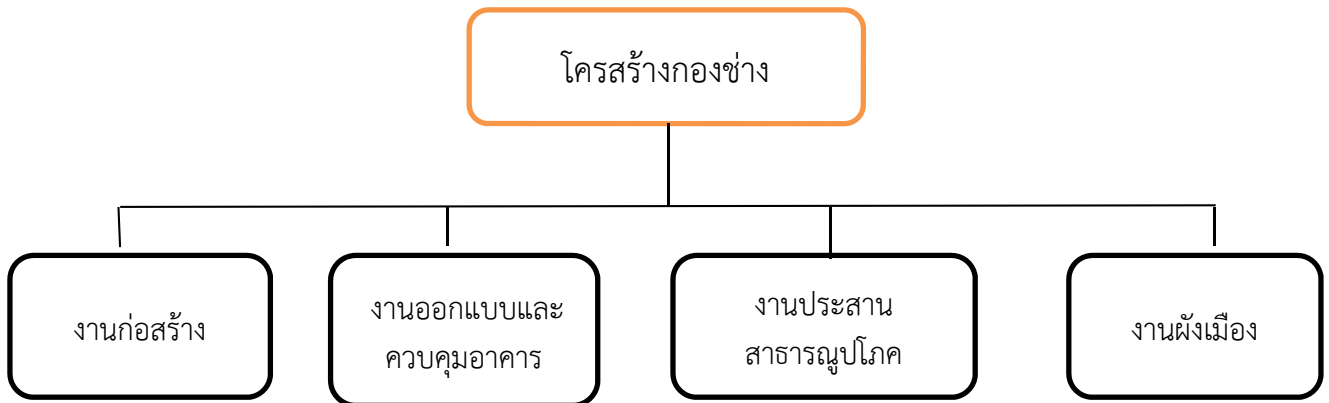 โครสร้างกองช่าง
งานก่อสร้าง
งานออกแบบและ
ควบคุมอาคาร
งานประสาน
สาธารณูปโภค
งานผังเมือง